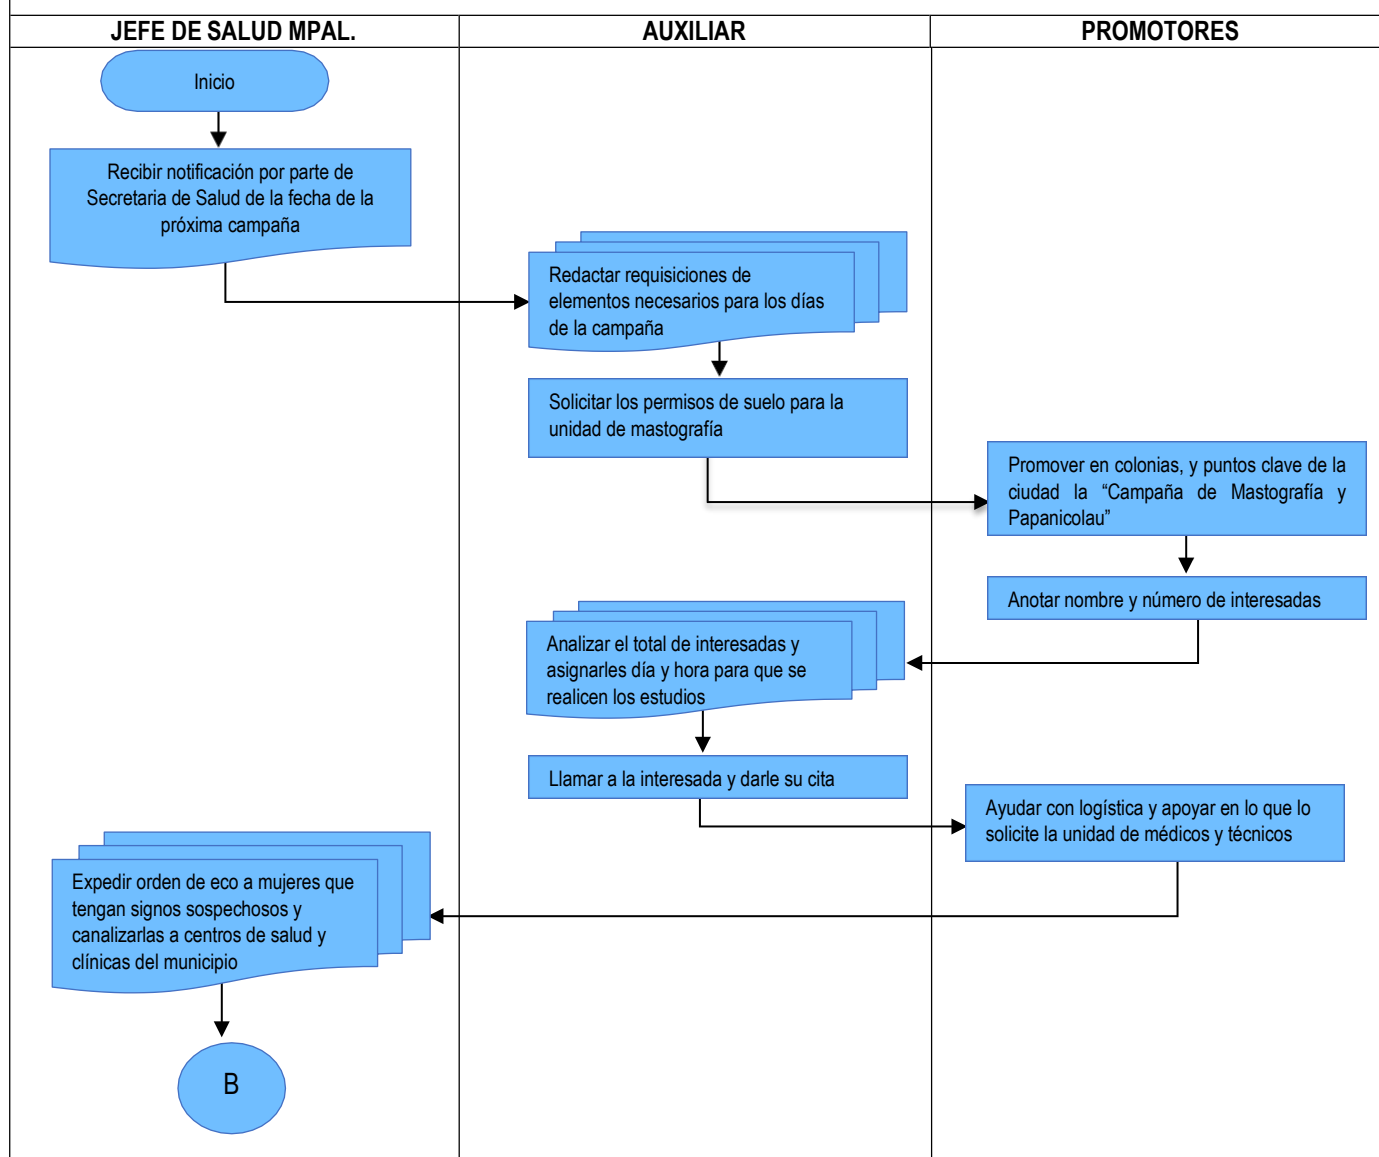 JEFE DE SALUD MPAL.
AUXILIAR
PROMOTORES
Inicio
Recibir notificación por parte de
Secretaria de Salud de la fecha de la
próxima campaña
Redactar requisiciones de
elementos necesarios para los días
de la campaña
Solicitar los permisos de suelo para la
unidad de mastografía
Promover en colonias, y puntos clave de la
ciudad la “Campaña de Mastografía y
Papanicolau”
Anotar nombre y número de interesadas
Analizar el total de interesadas y
asignarles día y hora para que se
realicen los estudios
Llamar a la interesada y darle su cita
Ayudar con logística y apoyar en lo que lo
solicite la unidad de médicos y técnicos
Expedir orden de eco a mujeres que
tengan signos sospechosos y
canalizarlas a centros de salud y
clínicas del municipio
B